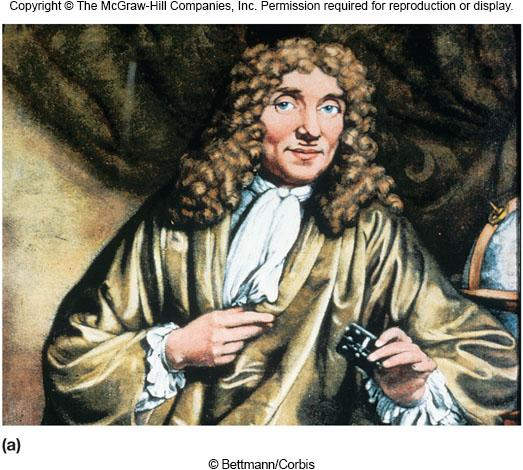 Copyright © The McGraw-Hill Companies, Inc. Permission required for reproduction or display.
(a)
© Bettmann/Corbis